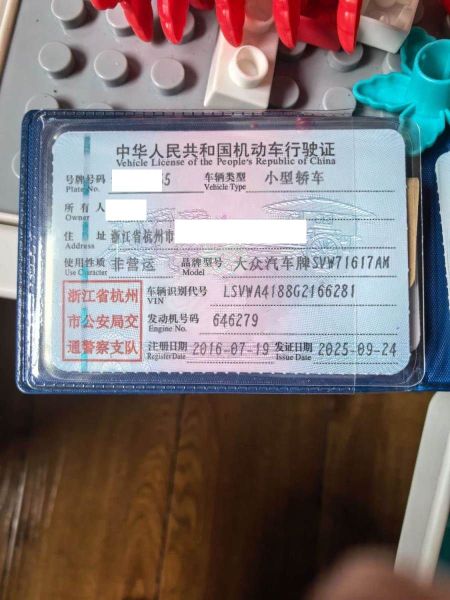 中华人民共和国机动车行驶证
Vehicle License of the People's Republic of China
号牌号码 5 车辆类型 小型轿车
Plate No. Vehicle Type
所有人
Owner
住址 浙江省杭州市
Address
使用性质 非营运 品牌型号 大众汽车牌SVW71617AM
Use Character Model
浙江省杭州
市公安局交
通警察支队
车辆识别代号 LSVWA4188G2166281
VIN
发动机号码 646279
Engine No.
注册日期 2016-07-19 发证日期 2025-09-24
Register Date Issue Date